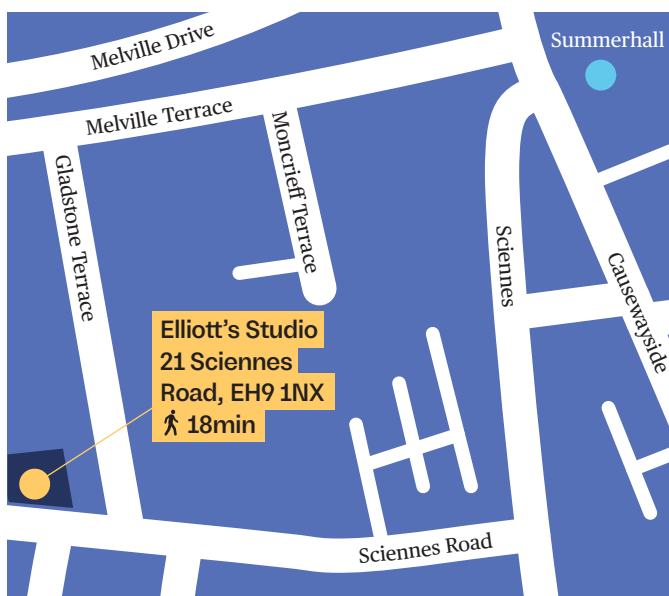 Melville Drive
Summerhall
Melville Terrace
Moncrieff Terrace
Gladstone Terrace
Sciennes
Causewayside
Elliott’s Studio
21 Sciennes
Road, EH9 1NX
18min
Sciennes Road